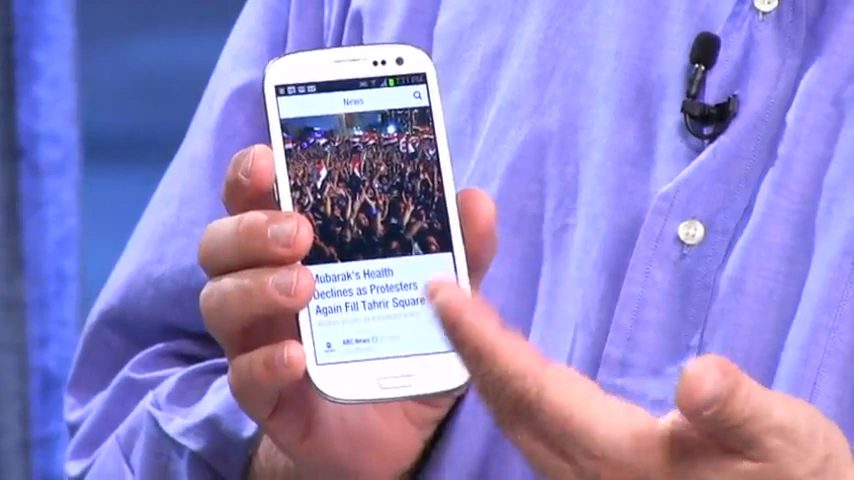 News
Mubarak's Health
Declines as Protesters
Again Fill Tahrir Square
ABC News